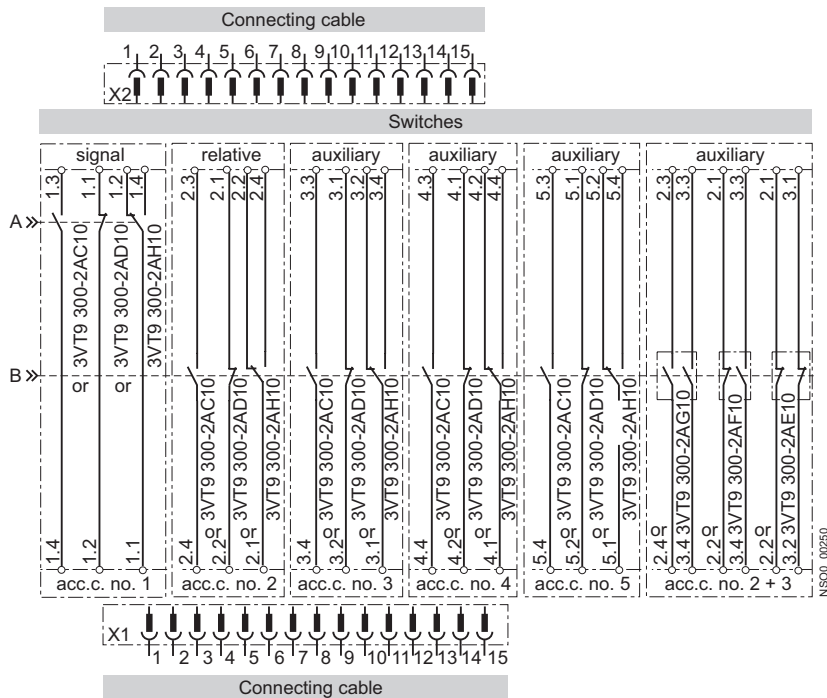 Connecting cable
1 2 3 4 5 6 7 8 9 10 11 12 13 14 15
X2
Switches
signal relative auxiliary auxiliary auxiliary auxiliary
1.3 1.1 1.2 1.4 2.3 2.1 2.2 2.4 3.3 3.1 3.2 3.4 4.3 4.1 4.2 4.4 5.3 5.1 5.2 5.4 2.3 3.3 2.1 3.3 2.1 3.1
A
3VT9 300-2AC10 or 3VT9 300-2AD10 or 3VT9 300-2AH10
B
3VT9 300-2AC10 or 3VT9 300-2AD10 or 3VT9 300-2AH10
3VT9 300-2AC10 or 3VT9 300-2AD10 or 3VT9 300-2AH10
3VT9 300-2AC10 or 3VT9 300-2AD10 or 3VT9 300-2AH10
3VT9 300-2AC10 or 3VT9 300-2AD10 or 3VT9 300-2AH10
3VT9 300-2AG10 or 3VT9 300-2AF10 or 3VT9 300-2AE10 or
1.4 1.2 1.1 2.4 2.2 2.1 3.4 3.2 3.1 4.4 4.2 4.1 5.4 5.2 5.1 2.4 3.4 2.2 3.4 2.2 3.2
acc.c. no. 1 acc.c. no. 2 acc.c. no. 3 acc.c. no. 4 acc.c. no. 5 acc.c. no. 2 + 3
NSO0_00250
X1
1 2 3 4 5 6 7 8 9 10 11 12 13 14 15
Connecting cable